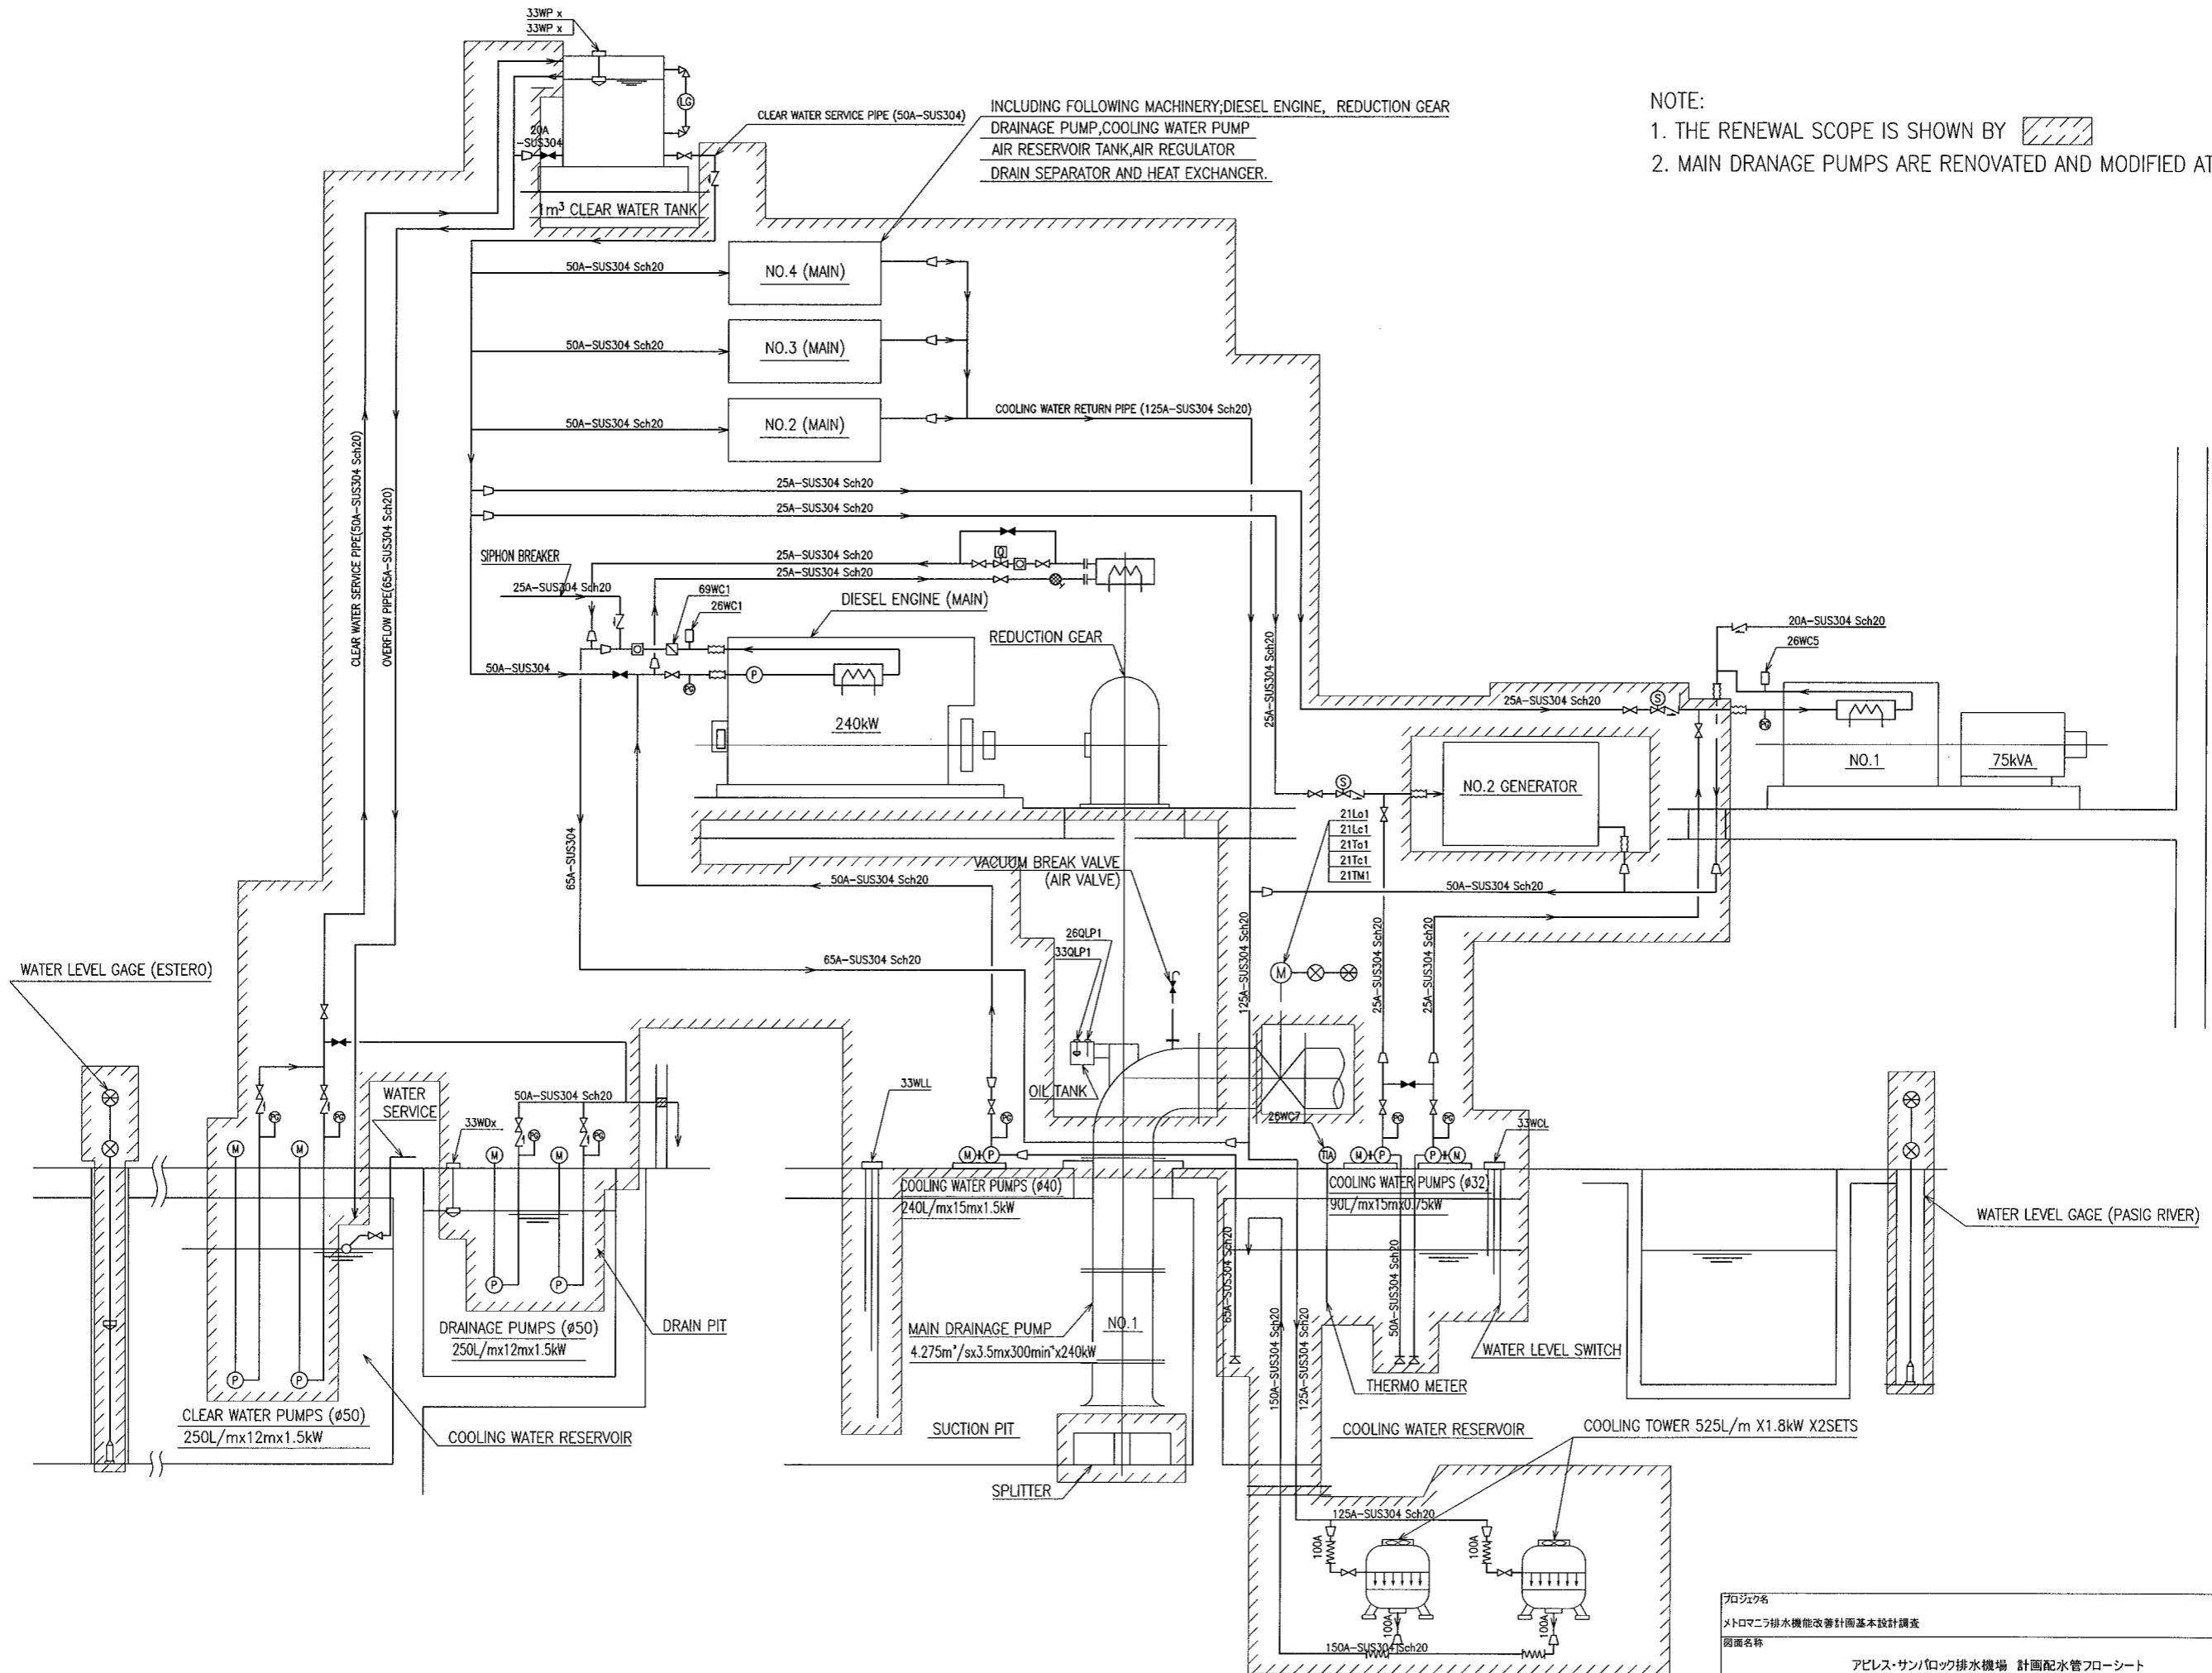 33WP x
33WP x
LG
20A
-SUS304
1m³ CLEAR WATER TANK
CLEAR WATER SERVICE PIPE (50A-SUS304)
INCLUDING FOLLOWING MACHINERY;DIESEL ENGINE, REDUCTION GEAR
DRAINAGE PUMP,COOLING WATER PUMP
AIR RESERVOIR TANK,AIR REGULATOR
DRAIN SEPARATOR AND HEAT EXCHANGER.
NOTE:
1. THE RENEWAL SCOPE IS SHOWN BY
2. MAIN DRANAGE PUMPS ARE RENOVATED AND MODIFIED AT
50A-SUS304 Sch20
NO.4 (MAIN)
50A-SUS304 Sch20
NO.3 (MAIN)
50A-SUS304 Sch20
NO.2 (MAIN)
COOLING WATER RETURN PIPE (125A-SUS304 Sch20)
CLEAR WATER SERVICE PIPE(50A-SUS304 Sch20)
OVERFLOW PIPE(65A-SUS304 Sch20)
25A-SUS304 Sch20
25A-SUS304 Sch20
SIPHON BREAKER
25A-SUS304 Sch20
25A-SUS304 Sch20
25A-SUS304 Sch20
Q
69WC1
26WC1
DIESEL ENGINE (MAIN)
REDUCTION GEAR
50A-SUS304
PG
P
240kW
25A-SUS304 Sch20
20A-SUS304 Sch20
26WC5
25A-SUS304 Sch20
S
PG
NO.1
75kVA
S
NO.2 GENERATOR
21Lo1
21Lc1
21To1
21Tc1
21TM1
65A-SUS304
VACUUM BREAK VALVE
(AIR VALVE)
50A-SUS304 Sch20
50A-SUS304 Sch20
26QLP1
33QLP1
65A-SUS304 Sch20
125A-SUS304 Sch20
M
25A-SUS304 Sch20
25A-SUS304 Sch20
WATER LEVEL GAGE (ESTERO)
WATER
SERVICE
50A-SUS304 Sch20
33WDx
33WLL
OIL TANK
26WC7
33WCL
PG
PG
PG
PG
PG
PG
PG
M
M
M
M
M
P
TIA
M
P
P
M
COOLING WATER PUMPS (ø40)
240L/mx15mx1.5kW
COOLING WATER PUMPS (ø32)
90L/mx15mx0.75kW
WATER LEVEL GAGE (PASIG RIVER)
P
P
P
P
DRAINAGE PUMPS (ø50)
250L/mx12mx1.5kW
DRAIN PIT
MAIN DRAINAGE PUMP
4.275m³/sx3.5mx300min⁻¹x240kW
NO.1
65A-SUS304 Sch20
150A-SUS304 Sch20
125A-SUS304 Sch20
50A-SUS304 Sch20
WATER LEVEL SWITCH
THERMO METER
CLEAR WATER PUMPS (ø50)
250L/mx12mx1.5kW
COOLING WATER RESERVOIR
SUCTION PIT
SPLITTER
COOLING WATER RESERVOIR
COOLING TOWER 525L/m X1.8kW X2SETS
125A-SUS304 Sch20
100A
100A
100A
100A
150A-SUS304 Sch20
プロジェク名
メトロマニラ排水機能改善計画基本設計調査
図面名称
アビレス・サンパロック排水機場 計画配水管フローシート